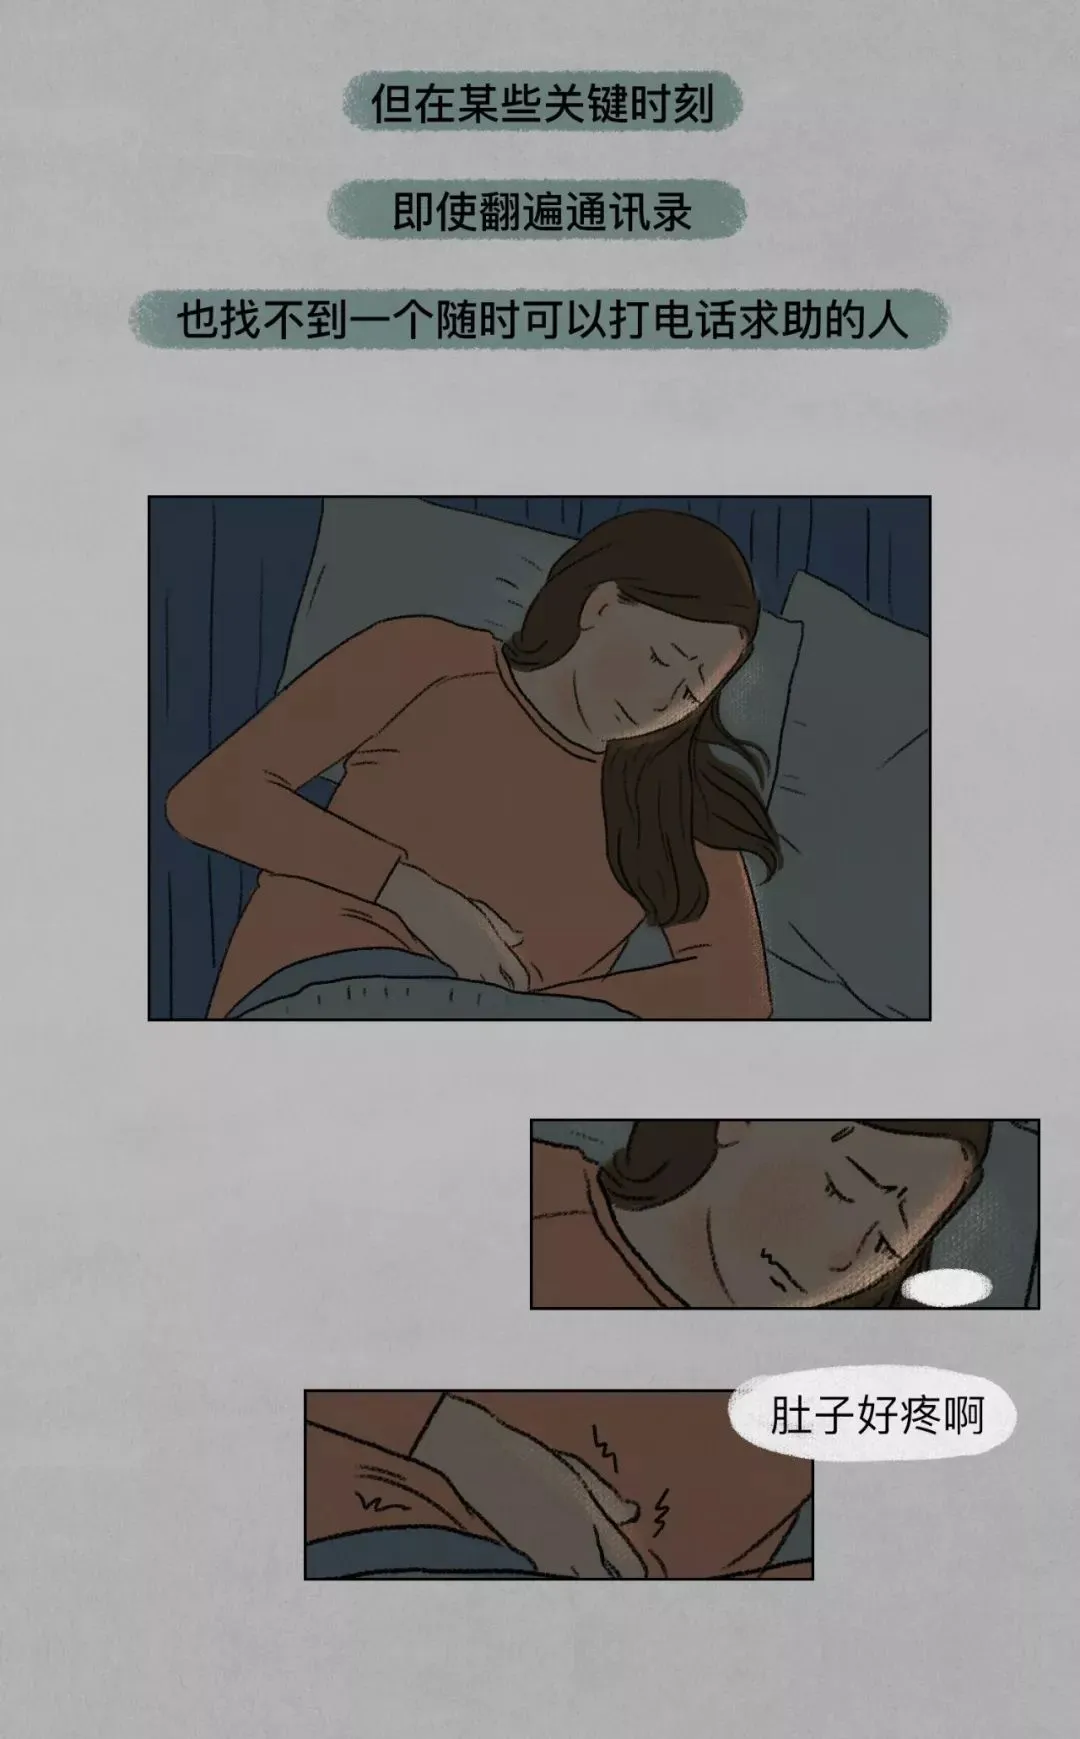 但在某些关键时刻
即使翻遍通讯录
也找不到一个随时可以打电话求助的人
肚子好疼啊